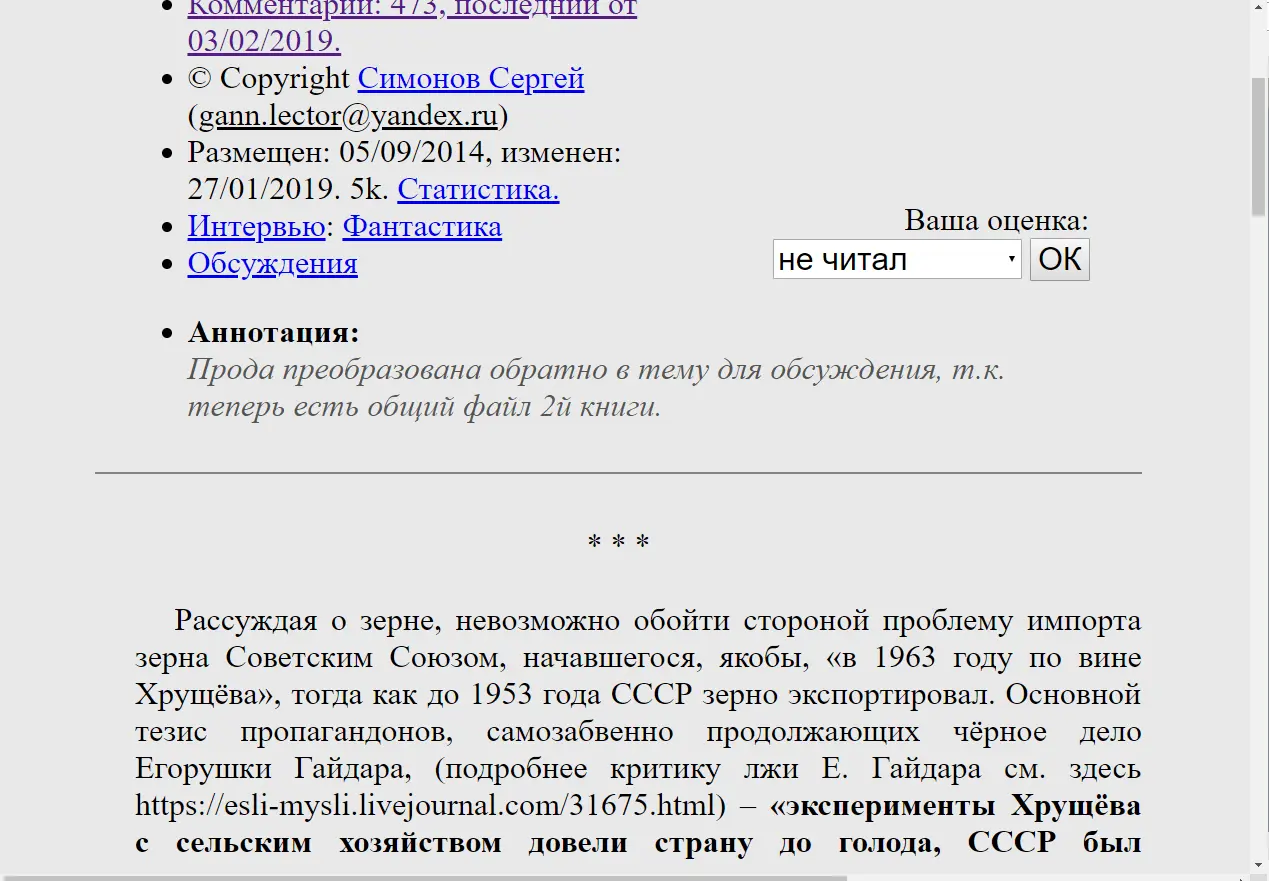 Комментарии: 473, последний от
03/02/2019.
© Copyright Симонов Сергей
(gann.lector@yandex.ru)
Размещен: 05/09/2014, изменен:
27/01/2019. 5k. Статистика.
Интервью: Фантастика
Обсуждения
Ваша оценка:
не читал ОК
Аннотация:
Прода преобразована обратно в тему для обсуждения, т.к.
теперь есть общий файл 2й книги.
* * *
Рассуждая о зерне, невозможно обойти стороной проблему импорта
зерна Советским Союзом, начавшегося, якобы, «в 1963 году по вине
Хрущёва», тогда как до 1953 года СССР зерно экспортировал. Основной
тезис пропагандонов, самозабвенно продолжающих чёрное дело
Егорушки Гайдара, (подробнее критику лжи Е. Гайдара см. здесь
https://esli-mysli.livejournal.com/31675.html) – «эксперименты Хрущёва
с сельским хозяйством довели страну до голода, СССР был